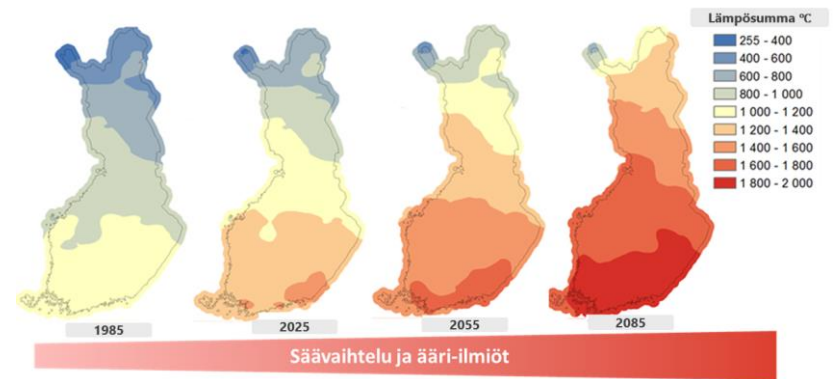 Lämpösumma °C
255 - 400
400 - 600
600 - 800
800 - 1 000
1 000 - 1 200
1 200 - 1 400
1 400 - 1 600
1 600 - 1 800
1 800 - 2 000
1985
2025
2055
2085
Säävaihtelu ja ääri-ilmiöt